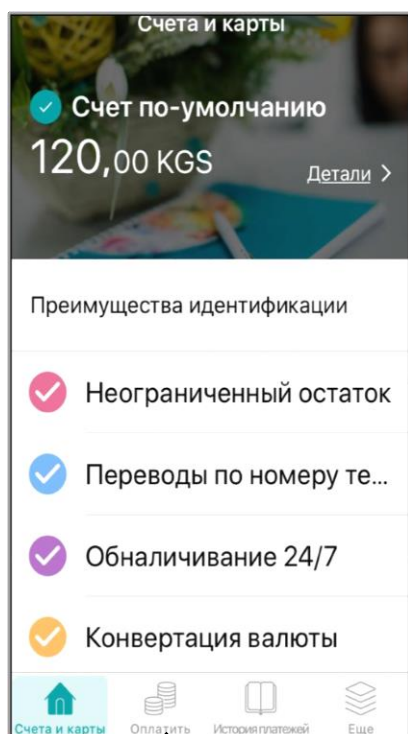 Счета и карты
Счет по-умолчанию
120,00 KGS
Детали
Преимущества идентификации
Неограниченный остаток
Переводы по номеру те...
Обналичивание 24/7
Конвертация валюты
Счета и карты
Оплатить
История платежей
Еще